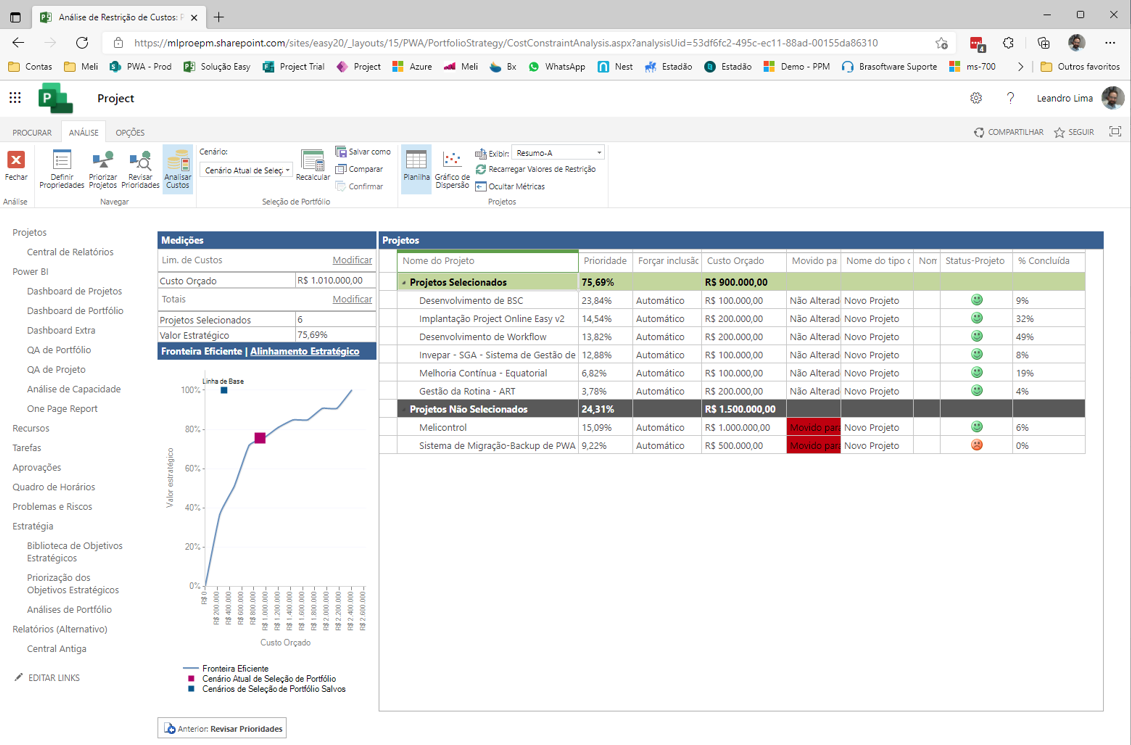 Análise de Restrição de Custos: P
https://mlproepm.sharepoint.com/sites/easy20/_layouts/15/PWA/PortfolioStrategy/CostConstraintAnalysis.aspx?analysisUid=53df6fc2-495c-ec11-88ad-00155da86310
4
Contas Meli PWA - Prod Solução Easy Project Trial Project Azure Meli Bx WhatsApp Nest Estadão Estadão Demo - PPM Brasoftware Suporte ms-700 Outros favoritos
Project
Leandro Lima
PROCURAR ANÁLISE OPÇÕES
COMPARTILHAR SEGUIR
Fechar
Análise
Definir Propriedades
Priorizar Projetos
Revisar Prioridades
Analisar Custos
Navegar
Cenário:
Cenário Atual de Seleç
Recalcular
Salvar como
Comparar
Confirmar
Seleção de Portfólio
Planilha
Gráfico de Dispersão
Exibir: Resumo-A
Recarregar Valores de Restrição
Ocultar Métricas
Projetos
Projetos
Central de Relatórios
Power BI
Dashboard de Projetos
Dashboard de Portfólio
Dashboard Extra
QA de Portfólio
QA de Projeto
Análise de Capacidade
One Page Report
Recursos
Tarefas
Aprovações
Quadro de Horários
Problemas e Riscos
Estratégia
Biblioteca de Objetivos
Estratégicos
Priorização dos
Objetivos Estratégicos
Análises de Portfólio
Relatórios (Alternativo)
Central Antiga
EDITAR LINKS
Medições
Lim. de Custos Modificar
Custo Orçado R$ 1.010.000,00
Totais Modificar
Projetos Selecionados 6
Valor Estratégico 75,69%
Fronteira Eficiente | Alinhamento Estratégico
Linha de Base
100%
80%
60%
40%
20%
0%
Valor estratégico
R$ 0
R$ 200.000
R$ 400.000
R$ 600.000
R$ 800.000
R$ 1.000.000
R$ 1.200.000
R$ 1.400.000
R$ 1.600.000
R$ 1.800.000
R$ 2.000.000
R$ 2.200.000
R$ 2.400.000
R$ 2.600.000
Custo Orçado
Fronteira Eficiente
Cenário Atual de Seleção de Portfólio
Cenários de Seleção de Portfólio Salvos
Anterior: Revisar Prioridades
Projetos
Nome do Projeto Prioridade Forçar inclusão Custo Orçado Movido pa Nome do tipo c Nom Status-Projeto % Concluída
Projetos Selecionados 75,69% R$ 900.000,00
Desenvolvimento de BSC 23,84% Automático R$ 100.000,00 Não Alterad Novo Projeto 9%
Implantação Project Online Easy v2 14,54% Automático R$ 200.000,00 Não Alterad Novo Projeto 32%
Desenvolvimento de Workflow 13,82% Automático R$ 200.000,00 Não Alterad Novo Projeto 49%
Invepar - SGA - Sistema de Gestão de 12,88% Automático R$ 100.000,00 Não Alterad Novo Projeto 8%
Melhoria Contínua - Equatorial 6,82% Automático R$ 100.000,00 Não Alterad Novo Projeto 19%
Gestão da Rotina - ART 3,78% Automático R$ 200.000,00 Não Alterad Novo Projeto 4%
Projetos Não Selecionados 24,31% R$ 1.500.000,00
Melicontrol 15,09% Automático R$ 1.000.000,00 Movido para Novo Projeto 6%
Sistema de Migração-Backup de PWA 9,22% Automático R$ 500.000,00 Movido para Novo Projeto 0%